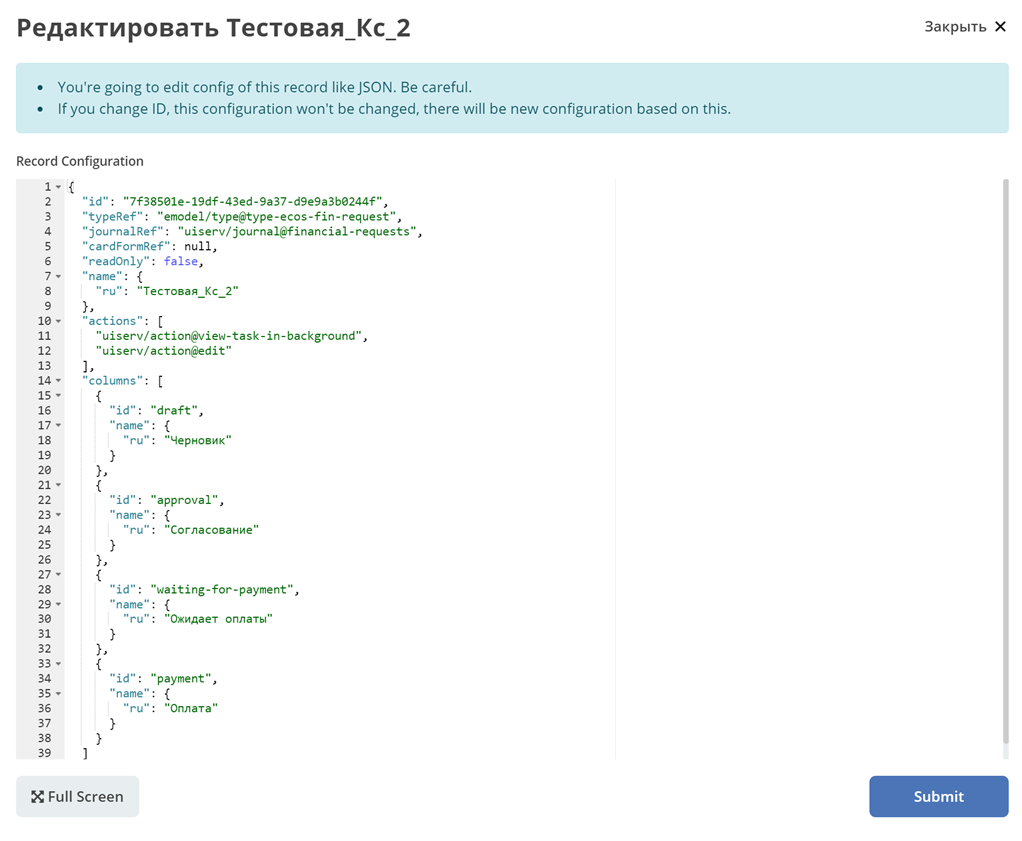 Редактировать Тестовая_Кс_2
Закрыть ✕
• You're going to edit config of this record like JSON. Be careful.
• If you change ID, this configuration won't be changed, there will be new configuration based on this.
Record Configuration
1 {
2   "id": "7f38501e-19df-43ed-9a37-d9e9a3b0244f",
3   "typeRef": "emodel/type@type-ecos-fin-request",
4   "journalRef": "uiserv/journal@financial-requests",
5   "cardFormRef": null,
6   "readOnly": false,
7   "name": {
8     "ru": "Тестовая_Кс_2"
9   },
10   "actions": [
11     "uiserv/action@view-task-in-background",
12     "uiserv/action@edit"
13   ],
14   "columns": [
15     {
16       "id": "draft",
17       "name": {
18         "ru": "Черновик"
19       }
20     },
21     {
22       "id": "approval",
23       "name": {
24         "ru": "Согласование"
25       }
26     },
27     {
28       "id": "waiting-for-payment",
29       "name": {
30         "ru": "Ожидает оплаты"
31       }
32     },
33     {
34       "id": "payment",
35       "name": {
36         "ru": "Оплата"
37       }
38     }
39   ]
Full Screen
Submit